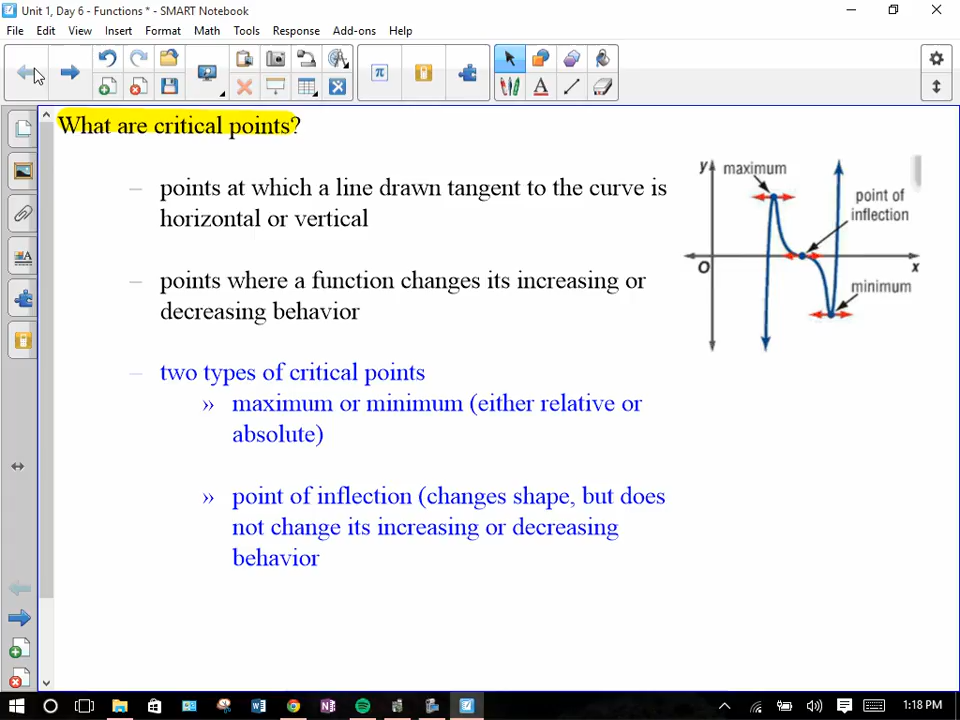 Unit 1, Day 6 - Functions * - SMART Notebook
File Edit View Insert Format Math Tools Response Add-ons Help
What are critical points?
– points at which a line drawn tangent to the curve is
horizontal or vertical
– points where a function changes its increasing or
decreasing behavior
– two types of critical points
» maximum or minimum (either relative or
absolute)
» point of inflection (changes shape, but does
not change its increasing or decreasing
behavior
y
maximum
point of
inflection
O
x
minimum
1:18 PM